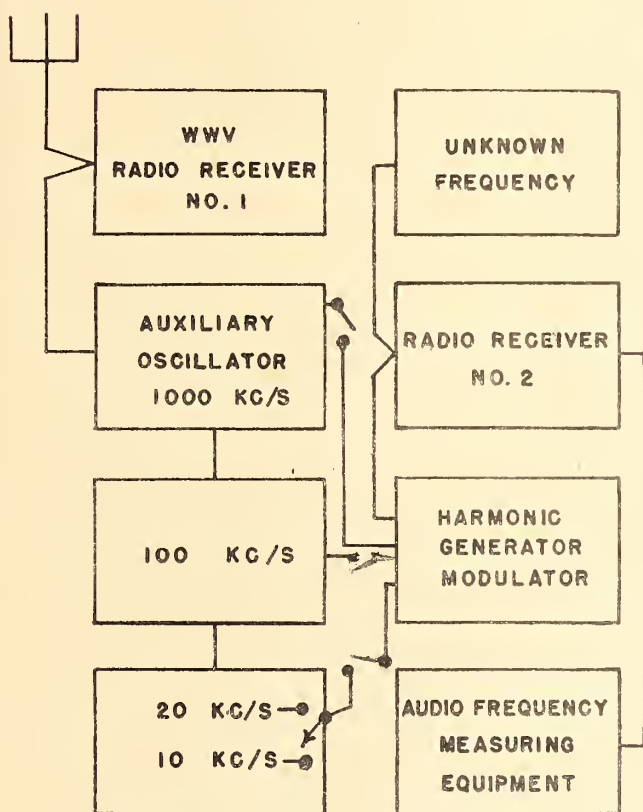 WWV
RADIO RECEIVER
NO. 1
UNKNOWN
FREQUENCY
AUXILIARY
OSCILLATOR
1000 KC/S
RADIO RECEIVER
NO. 2
100 KC/S
HARMONIC
GENERATOR
MODULATOR
20 KC/S
10 KC/S
AUDIO FREQUENCY
MEASURING
EQUIPMENT